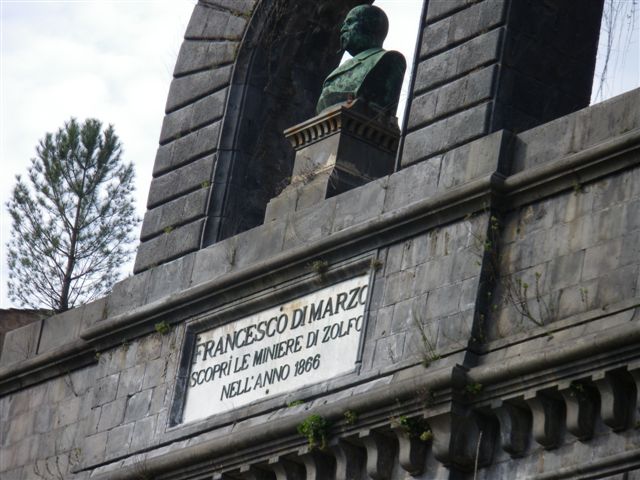 FRANCESCO DI MARZO
SCOPRÌ LE MINIERE DI ZOLFO
NELL'ANNO 1866